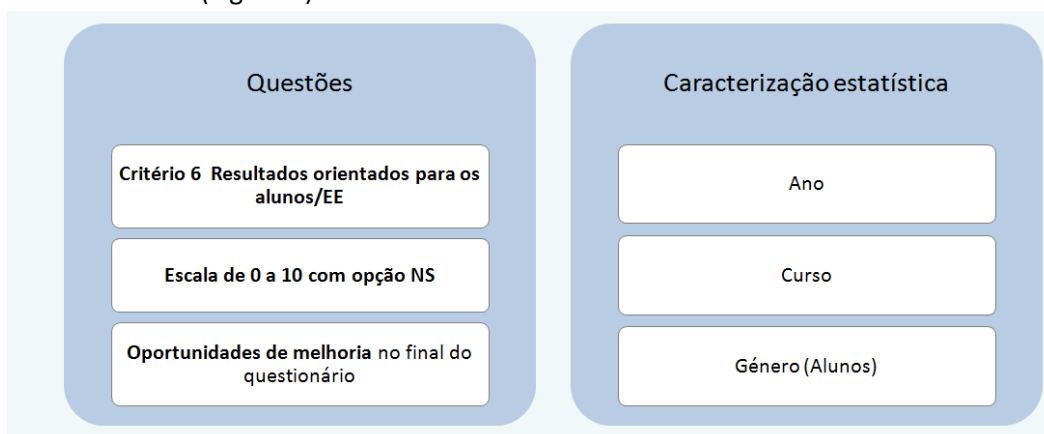 Questões
Critério 6 Resultados orientados para os
alunos/EE
Escala de 0 a 10 com opção NS
Oportunidades de melhoria no final do
questionário
Caracterização estatística
Ano
Curso
Género (Alunos)